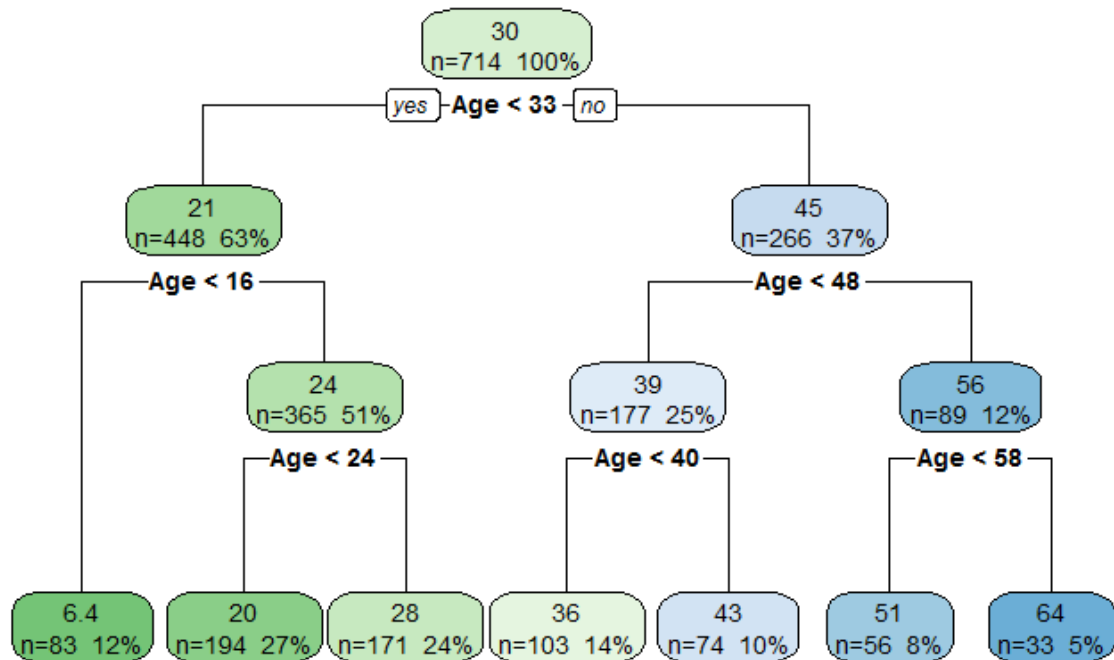 30
n=714 100%
yes Age < 33 no
21
n=448 63%
45
n=266 37%
Age < 16
Age < 48
24
n=365 51%
39
n=177 25%
56
n=89 12%
Age < 24
Age < 40
Age < 58
6.4
n=83 12%
20
n=194 27%
28
n=171 24%
36
n=103 14%
43
n=74 10%
51
n=56 8%
64
n=33 5%